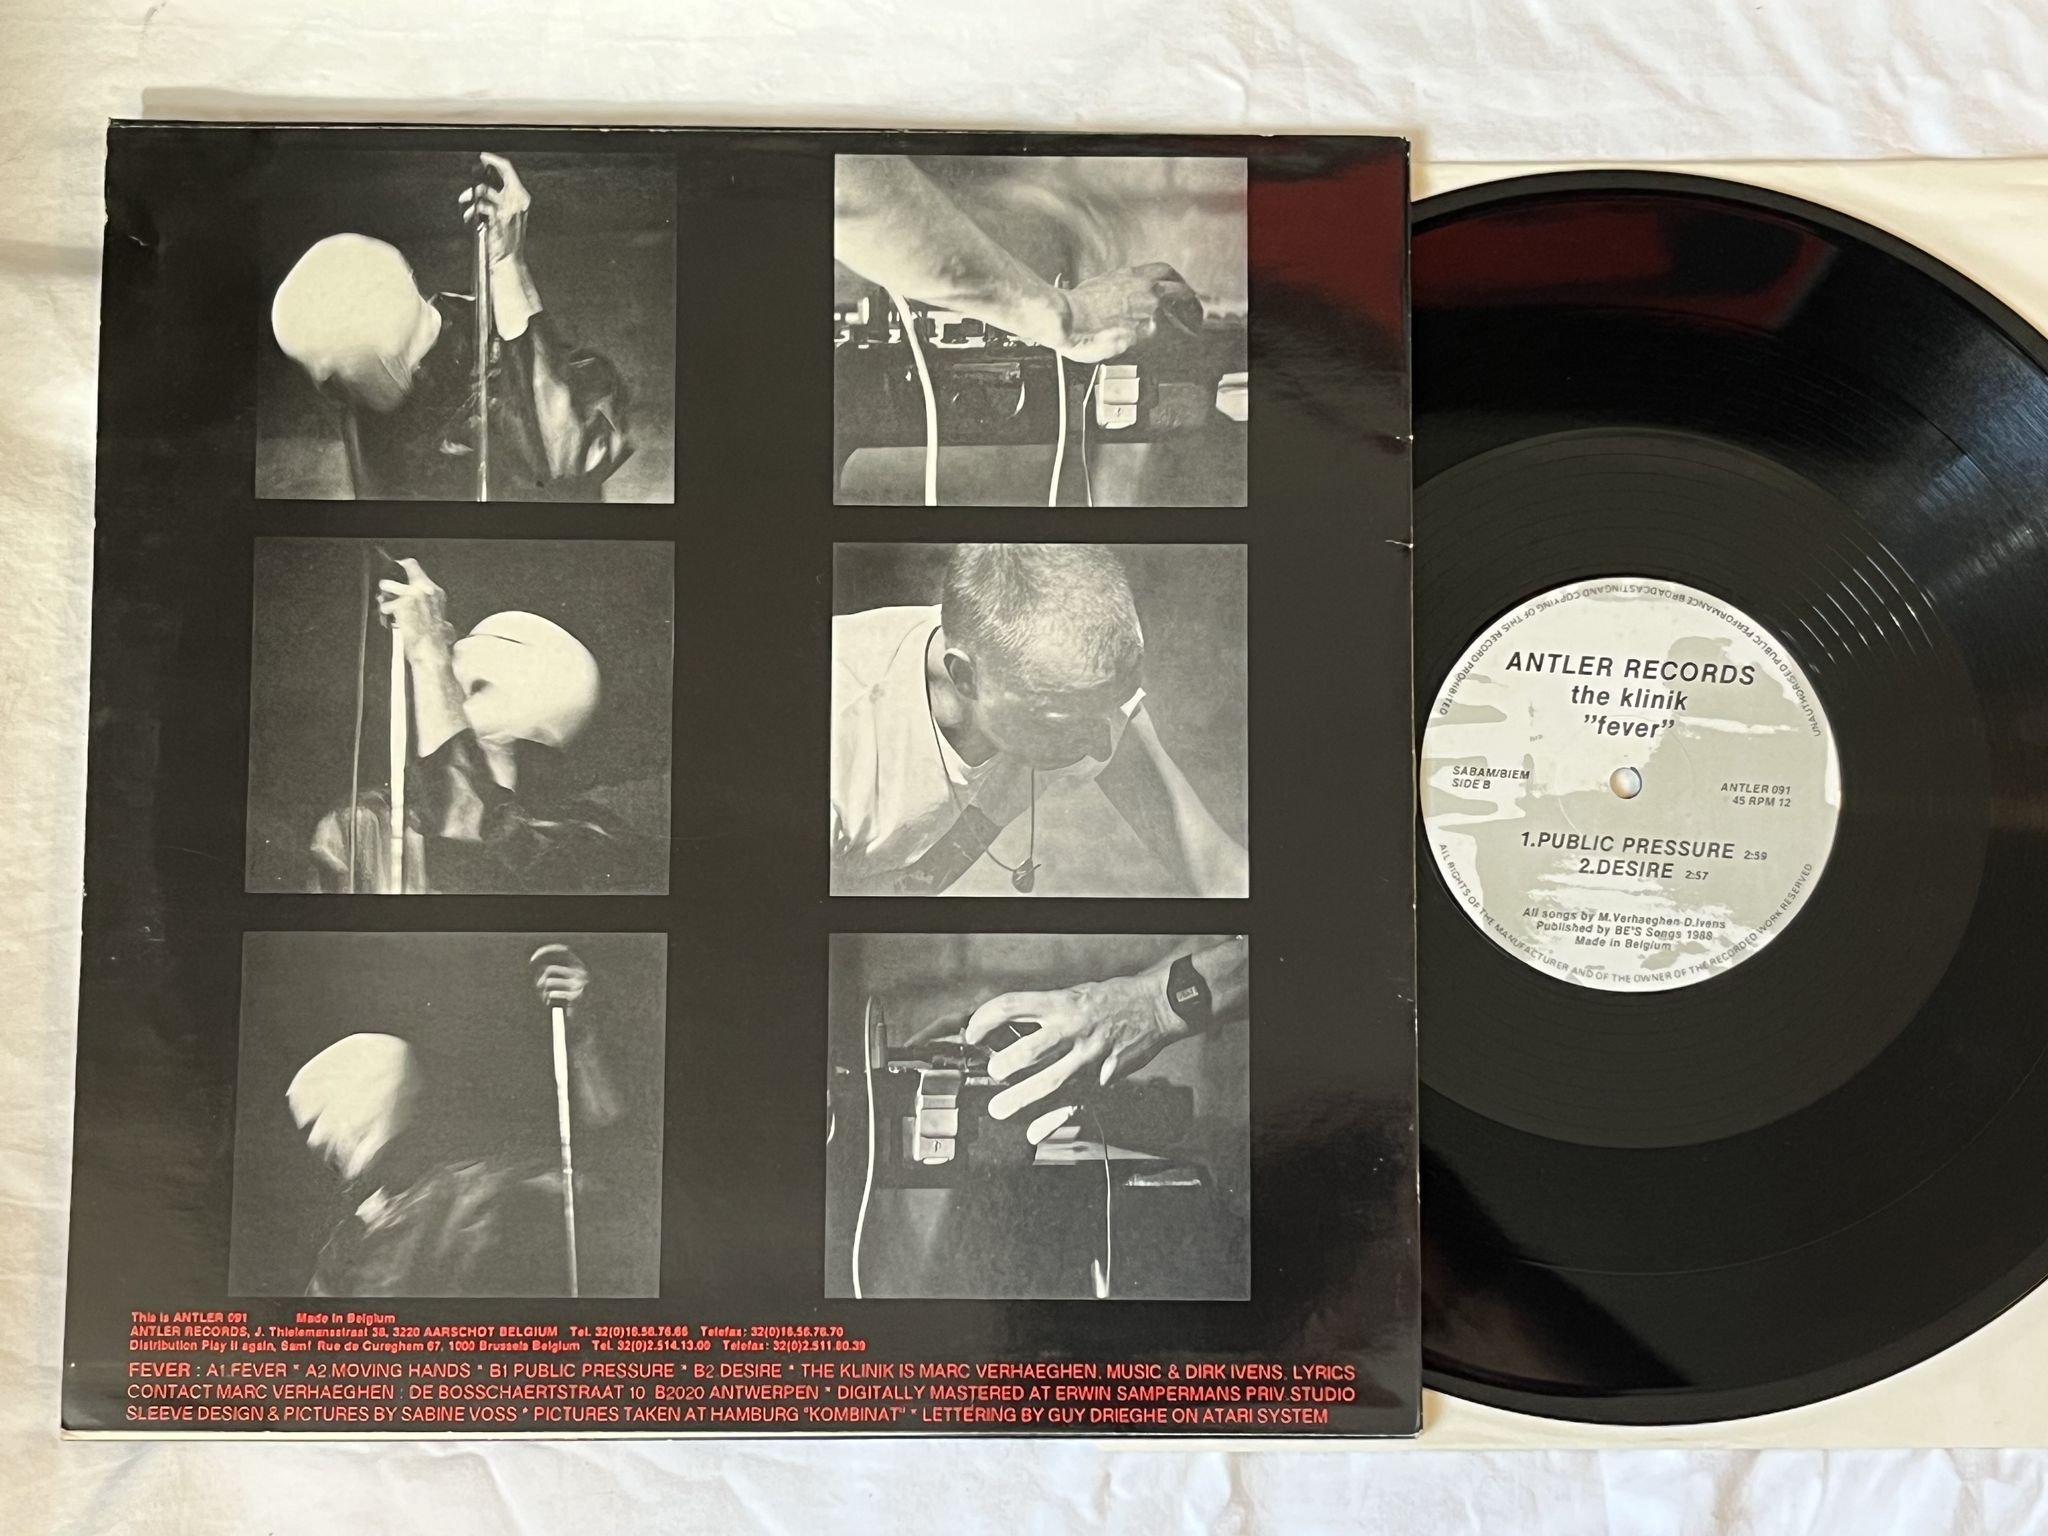 This is ANTLER 091 Made in Belgium
ANTLER RECORDS, J. Thielemansstraat 38, 3220 AARSCHOT BELGIUM Tel. 32(0)16.56.76.66 Telefax: 32(0)16.56.76.70
Distribution Play it again, Sam! Rue de Cureghem 67, 1000 Brussels Belgium Tel. 32(0)2.514.13.00 Telefax: 32(0)2.511.80.39
FEVER : A1.FEVER * A2.MOVING HANDS * B1 PUBLIC PRESSURE * B2.DESIRE * THE KLINIK IS MARC VERHAEGHEN, MUSIC & DIRK IVENS, LYRICS
CONTACT MARC VERHAEGHEN : DE BOSSCHAERTSTRAAT 10 B2020 ANTWERPEN * DIGITALLY MASTERED AT ERWIN SAMPERMANS PRIV.STUDIO
SLEEVE DESIGN & PICTURES BY SABINE VOSS * PICTURES TAKEN AT HAMBURG "KOMBINAT" * LETTERING BY GUY DRIEGHE ON ATARI SYSTEM
ANTLER RECORDS
the klinik
"fever"
SABAM/BIEM
SIDE B
ANTLER 091
45 RPM 12
1.PUBLIC PRESSURE 2:59
2.DESIRE 2:57
All songs by M.Verhaeghen-D.Ivens
Published by BE'S Songs 1988
Made in Belgium
ALL RIGHTS OF THE MANUFACTURER AND OF THE OWNER OF THE RECORDED WORK RESERVED
UNAUTHORISED PUBLIC PERFORMANCE BROADCASTINGAND COPYING OF THIS RECORD PROHIBITED